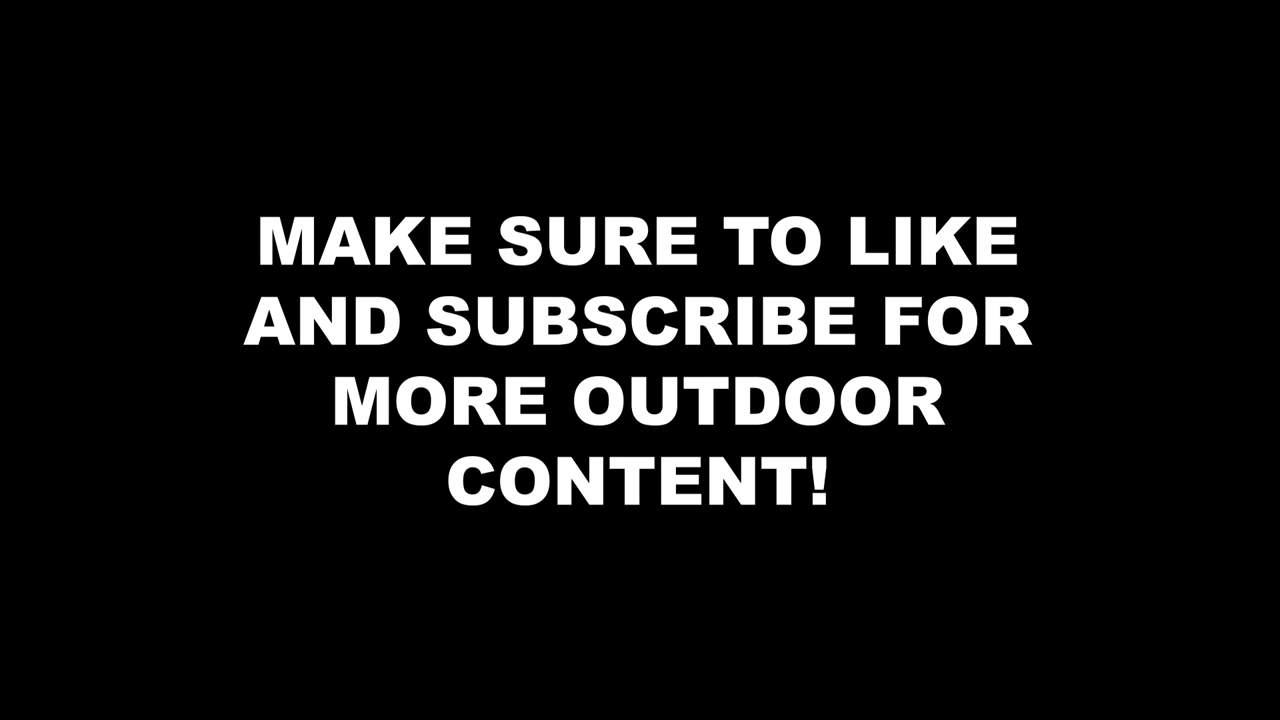 MAKE SURE TO LIKE
AND SUBSCRIBE FOR
MORE OUTDOOR
CONTENT!